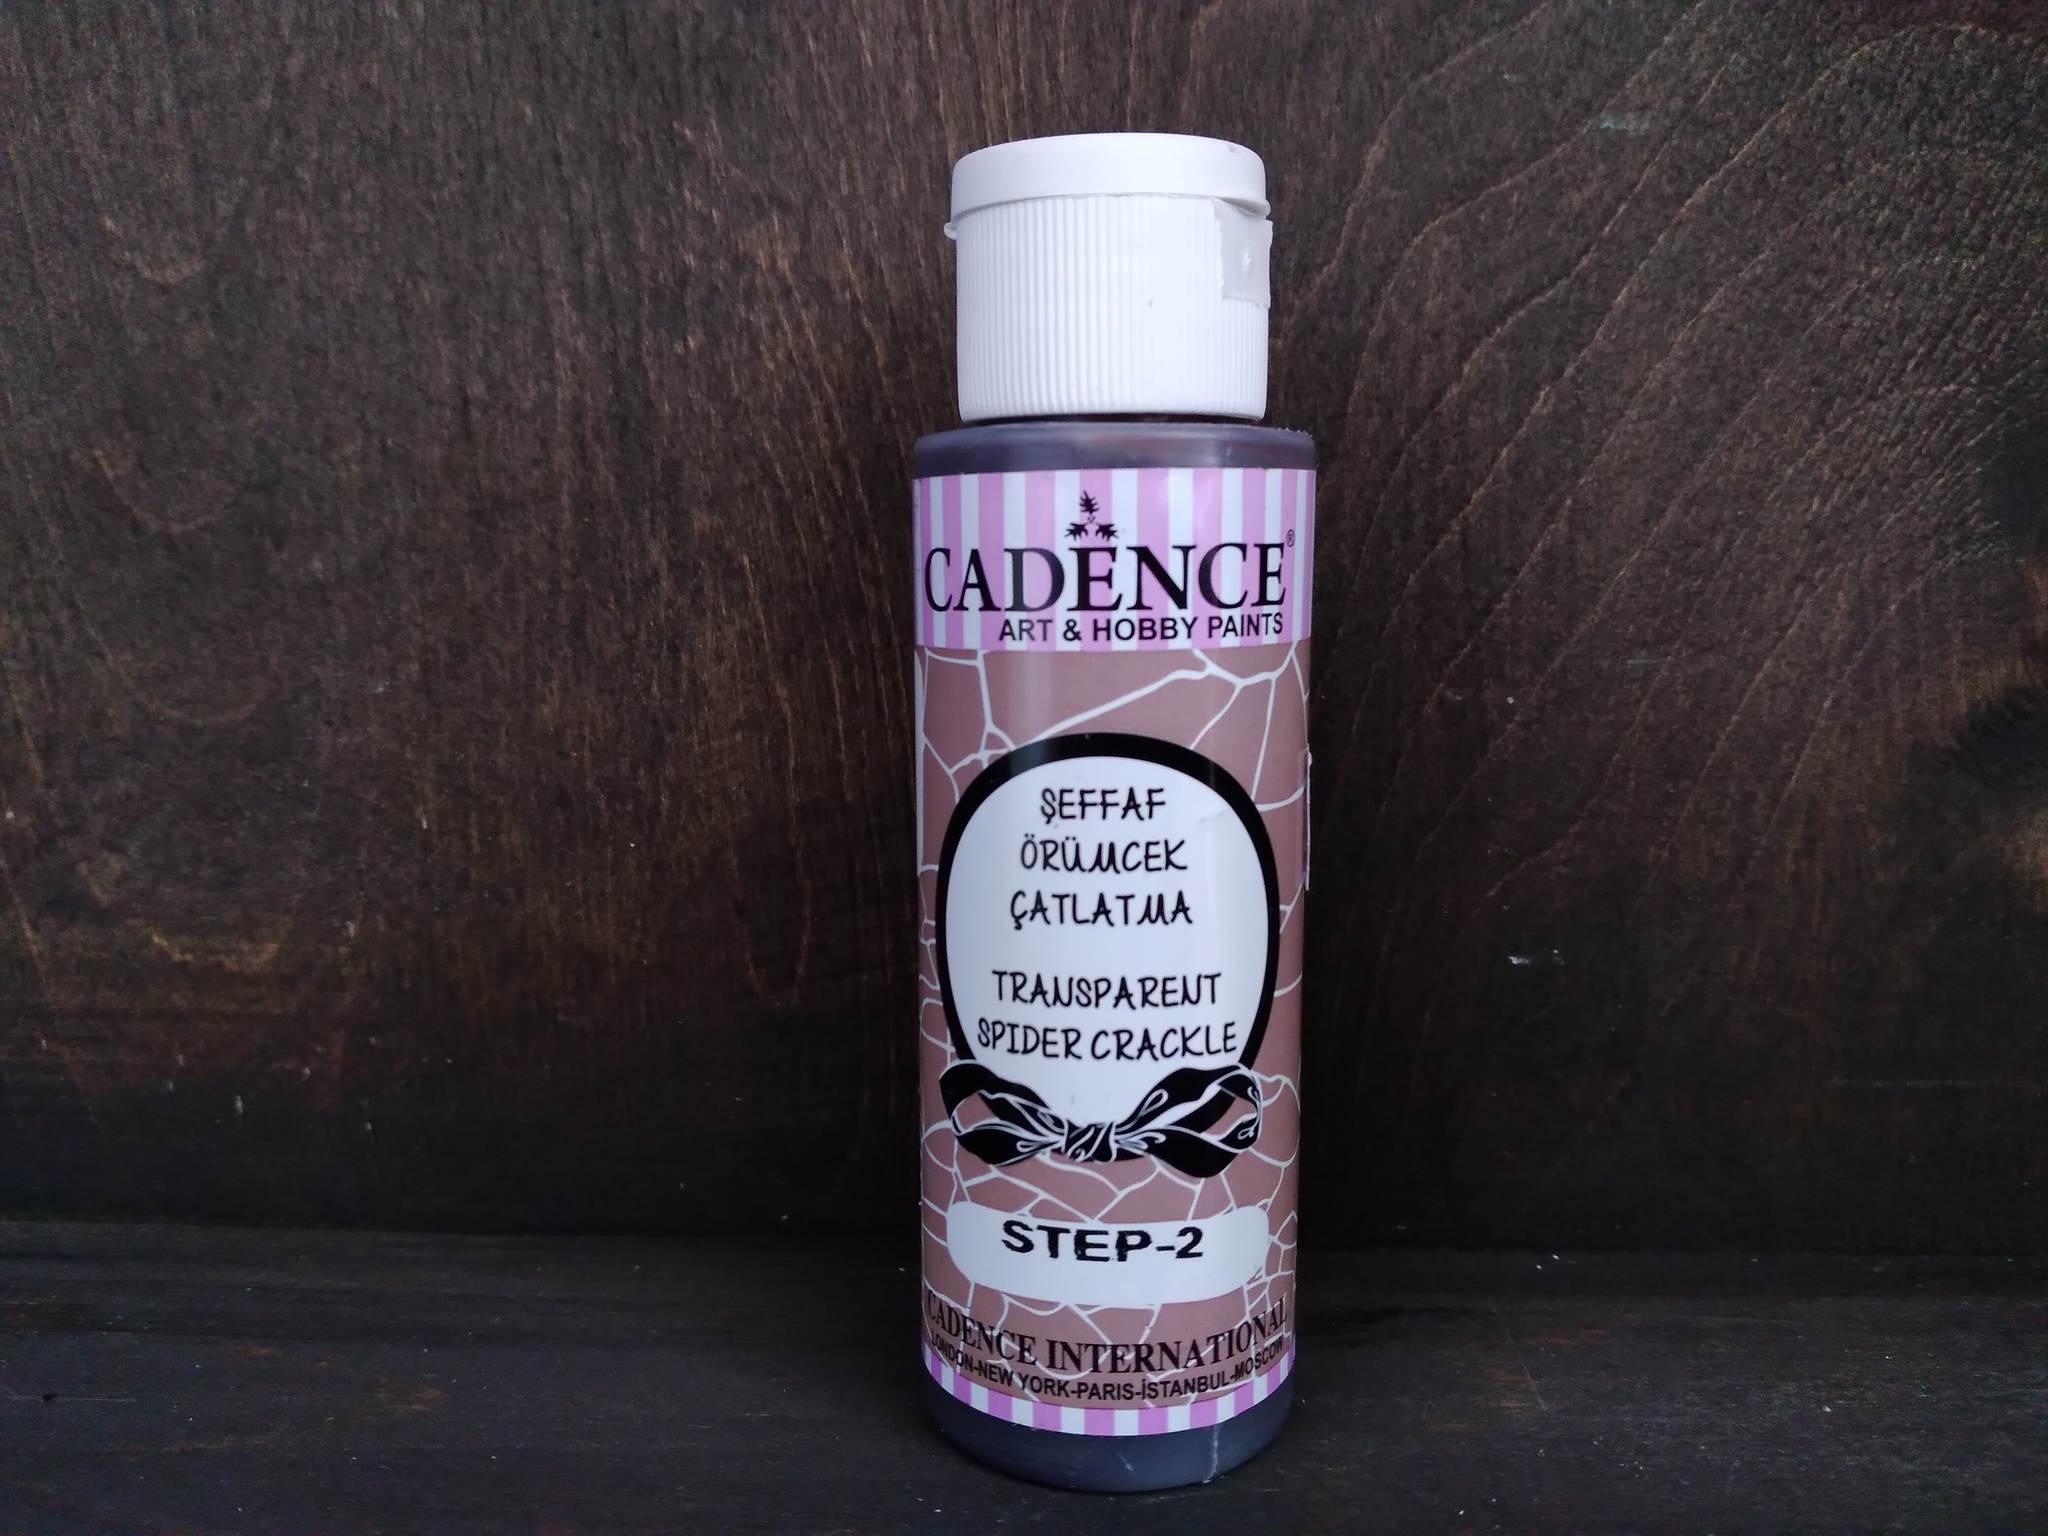 CADENCE®
ART & HOBBY PAINTS
ŞEFFAF
ÖRÜMCEK
ÇATLATMA
TRANSPARENT
SPIDER CRACKLE
STEP-2
CADENCE INTERNATIONAL
LONDON-NEW YORK-PARIS-İSTANBUL-MOSCOW